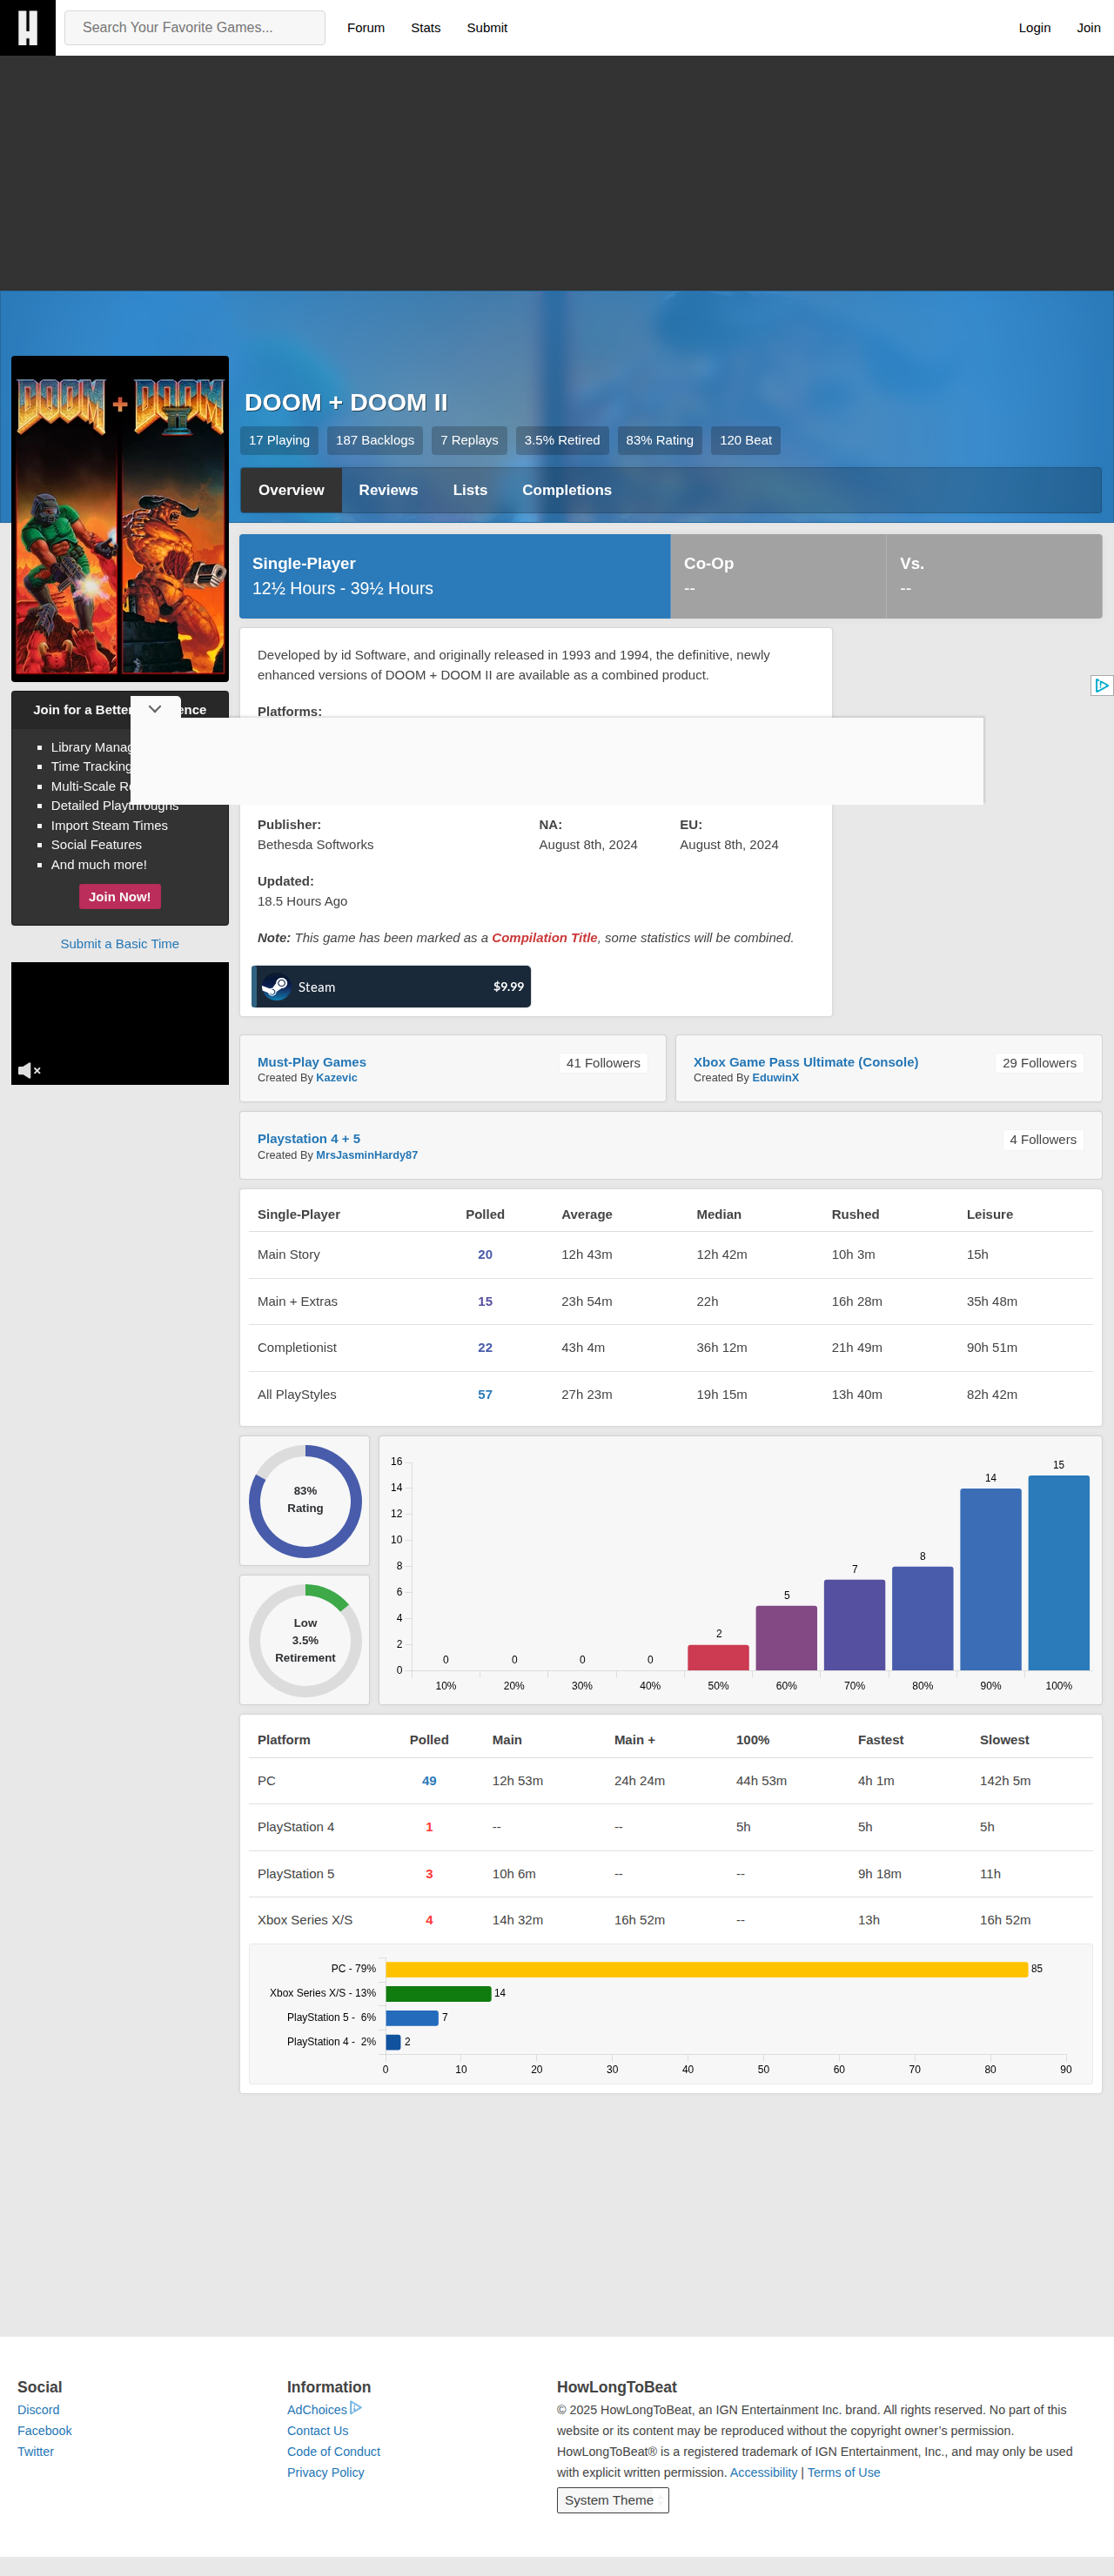 H
Search Your Favorite Games...
Forum
Stats
Submit
Login
Join
DOOM + DOOM II
DOOM + DOOM II
17 Playing
187 Backlogs
7 Replays
3.5% Retired
83% Rating
120 Beat
Overview
Reviews
Lists
Completions
Single-Player
12½ Hours - 39½ Hours
Co-Op
--
Vs.
--
Developed by id Software, and originally released in 1993 and 1994, the definitive, newly
enhanced versions of DOOM + DOOM II are available as a combined product.
Platforms:
Join for a Better
Library Manag
Time Tracking
Multi-Scale
Detailed Playthroughs
Import Steam Times
Social Features
And much more!
Join Now!
Submit a Basic Time
Publisher:
Bethesda Softworks
NA:
August 8th, 2024
EU:
August 8th, 2024
Updated:
18.5 Hours Ago
Note: This game has been marked as a Compilation Title, some statistics will be combined.
Steam
$9.99
Must-Play Games
Created By Kazevic
41 Followers
Xbox Game Pass Ultimate (Console)
Created By EduwinX
29 Followers
Playstation 4 + 5
Created By MrsJasminHardy87
4 Followers
Single-Player Polled Average Median Rushed Leisure
Main Story 20 12h 43m 12h 42m 10h 3m 15h
Main + Extras 15 23h 54m 22h 16h 28m 35h 48m
Completionist 22 43h 4m 36h 12m 21h 49m 90h 51m
All PlayStyles 57 27h 23m 19h 15m 13h 40m 82h 42m
83%
Rating
Low
3.5%
Retirement
16
14
12
10
8
6
4
2
0
0 0 0 0 2 5 7 8 14 15
10% 20% 30% 40% 50% 60% 70% 80% 90% 100%
Platform Polled Main Main + 100% Fastest Slowest
PC 49 12h 53m 24h 24m 44h 53m 4h 1m 142h 5m
PlayStation 4 1 -- -- 5h 5h 5h
PlayStation 5 3 10h 6m -- -- 9h 18m 11h
Xbox Series X/S 4 14h 32m 16h 52m -- 13h 16h 52m
PC - 79% 85
Xbox Series X/S - 13% 14
PlayStation 5 - 6% 7
PlayStation 4 - 2% 2
0 10 20 30 40 50 60 70 80 90
Social
Discord
Facebook
Twitter
Information
AdChoices
Contact Us
Code of Conduct
Privacy Policy
HowLongToBeat
© 2025 HowLongToBeat, an IGN Entertainment Inc. brand. All rights reserved. No part of this
website or its content may be reproduced without the copyright owner’s permission.
HowLongToBeat® is a registered trademark of IGN Entertainment, Inc., and may only be used
with explicit written permission. Accessibility | Terms of Use
System Theme